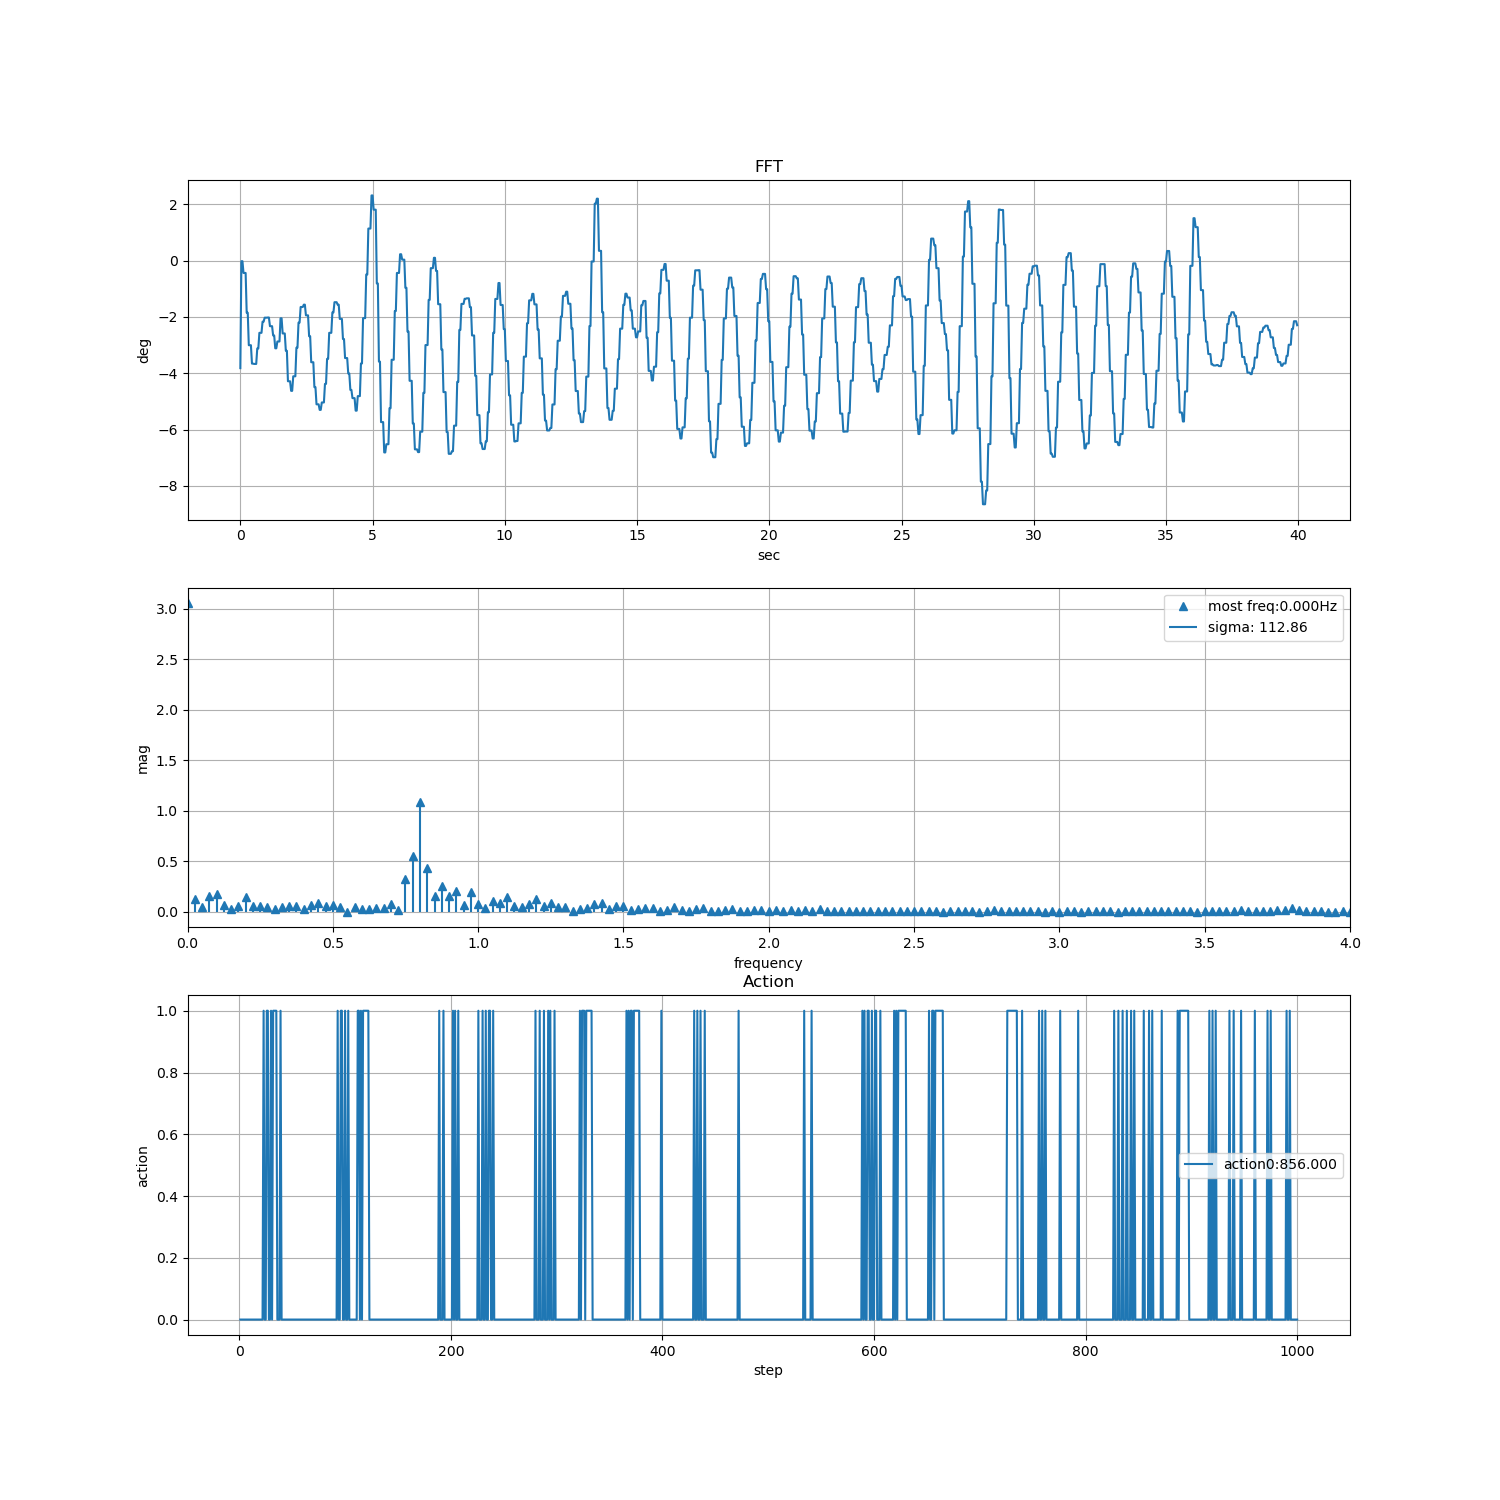 FFT
2
0
−2
−4
−6
−8
deg
0 5 10 15 20 25 30 35 40
sec
3.0
2.5
2.0
1.5
1.0
0.5
0.0
mag
most freq:0.000Hz
sigma: 112.86
0.0 0.5 1.0 1.5 2.0 2.5 3.0 3.5 4.0
frequency
Action
1.0
0.8
0.6
0.4
0.2
0.0
action
action0:856.000
0 200 400 600 800 1000
step